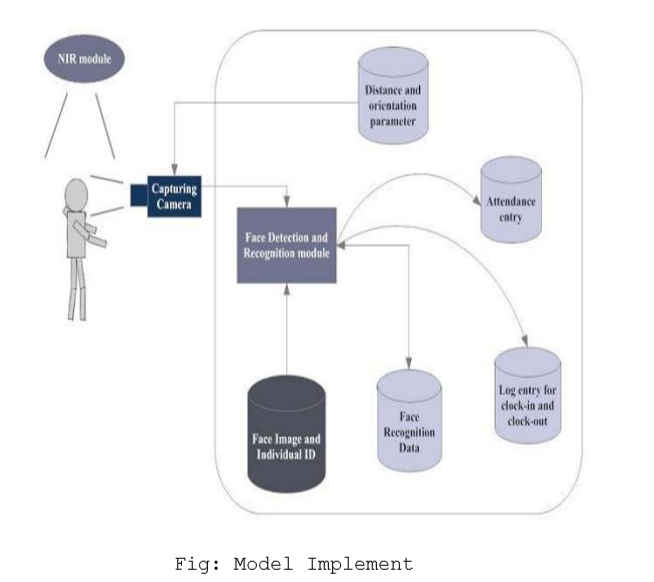 NIR module
Distance and
orientation
parameter
Capturing
Camera
Attendance
entry
Face Detection and
Recognition module
Log entry for
clock-in and
clock-out
Face
Recognition
Data
Face Image and
Individual ID
Fig: Model Implement